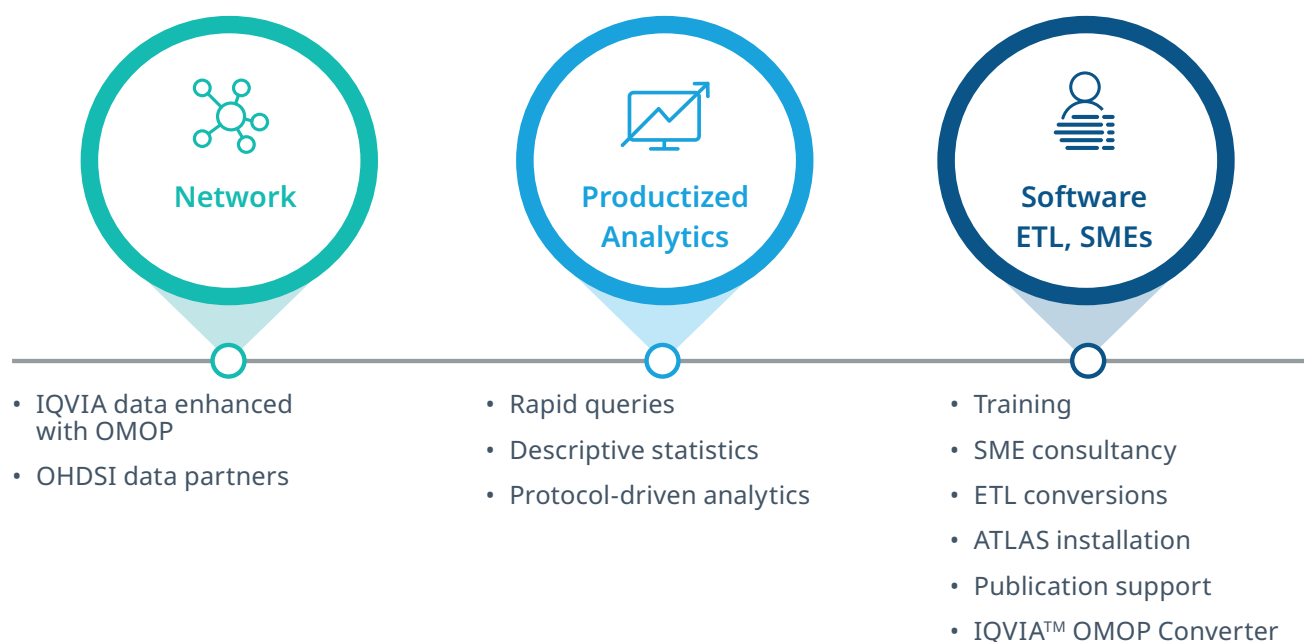 Network
• IQVIA data enhanced
with OMOP
• OHDSI data partners
Productized
Analytics
• Rapid queries
• Descriptive statistics
• Protocol-driven analytics
Software
ETL, SMEs
• Training
• SME consultancy
• ETL conversions
• ATLAS installation
• Publication support
• IQVIA™ OMOP Converter